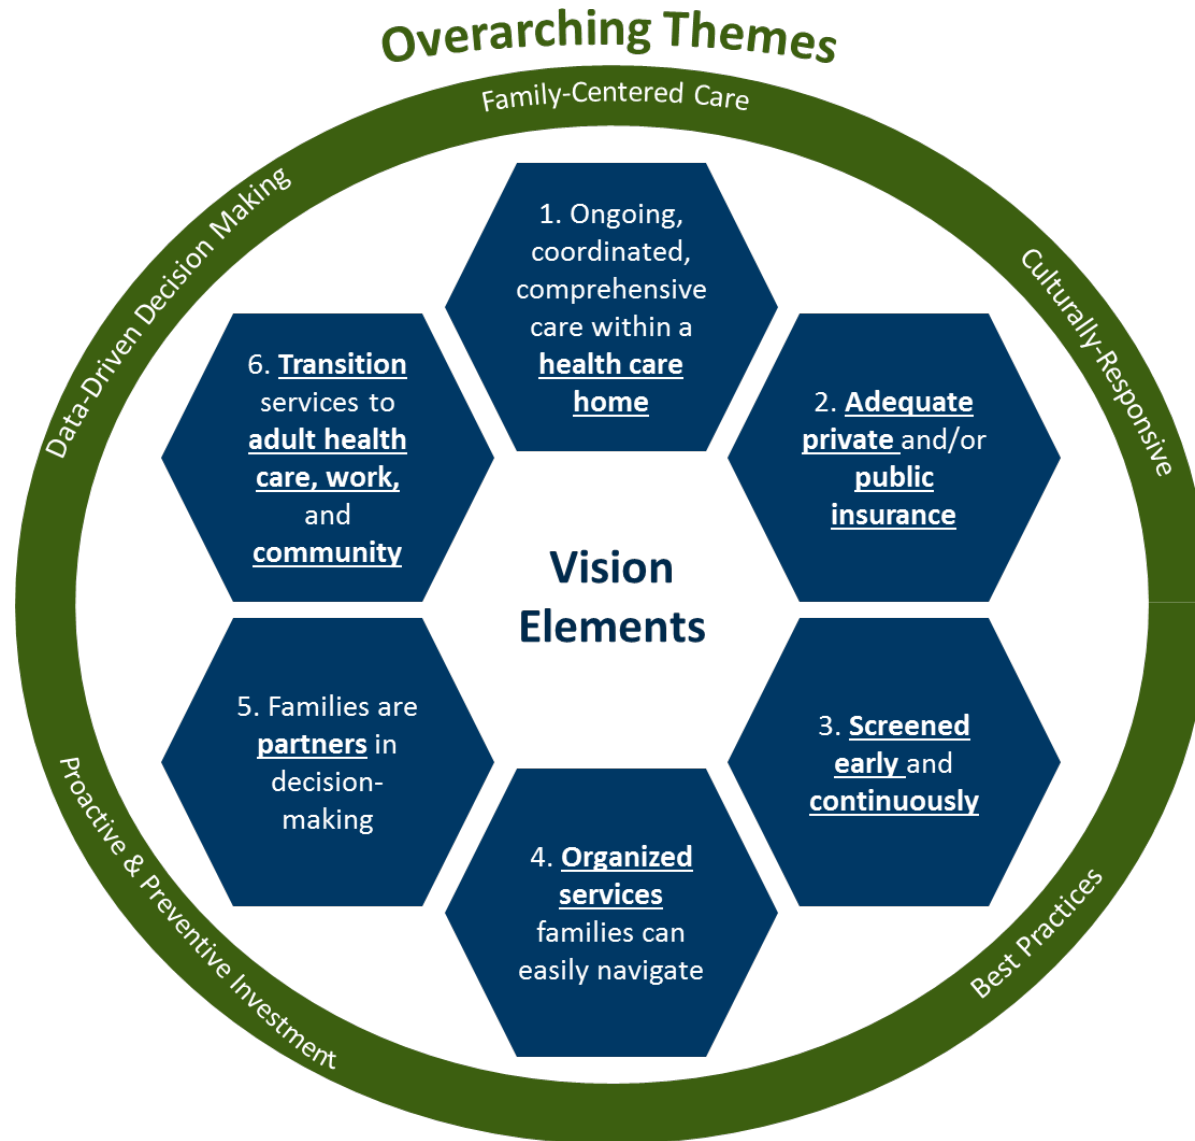 Overarching Themes
Family-Centered Care
Data-Driven Decision Making
Culturally-Responsive
1. Ongoing,
coordinated,
comprehensive
care within a
health care
home
6. Transition
services to
adult health
care, work,
and
community
2. Adequate
private and/or
public
insurance
Vision
Elements
5. Families are
partners in
decision-
making
3. Screened
early and
continuously
4. Organized
services
families can
easily navigate
Proactive & Preventive Investment
Best Practices